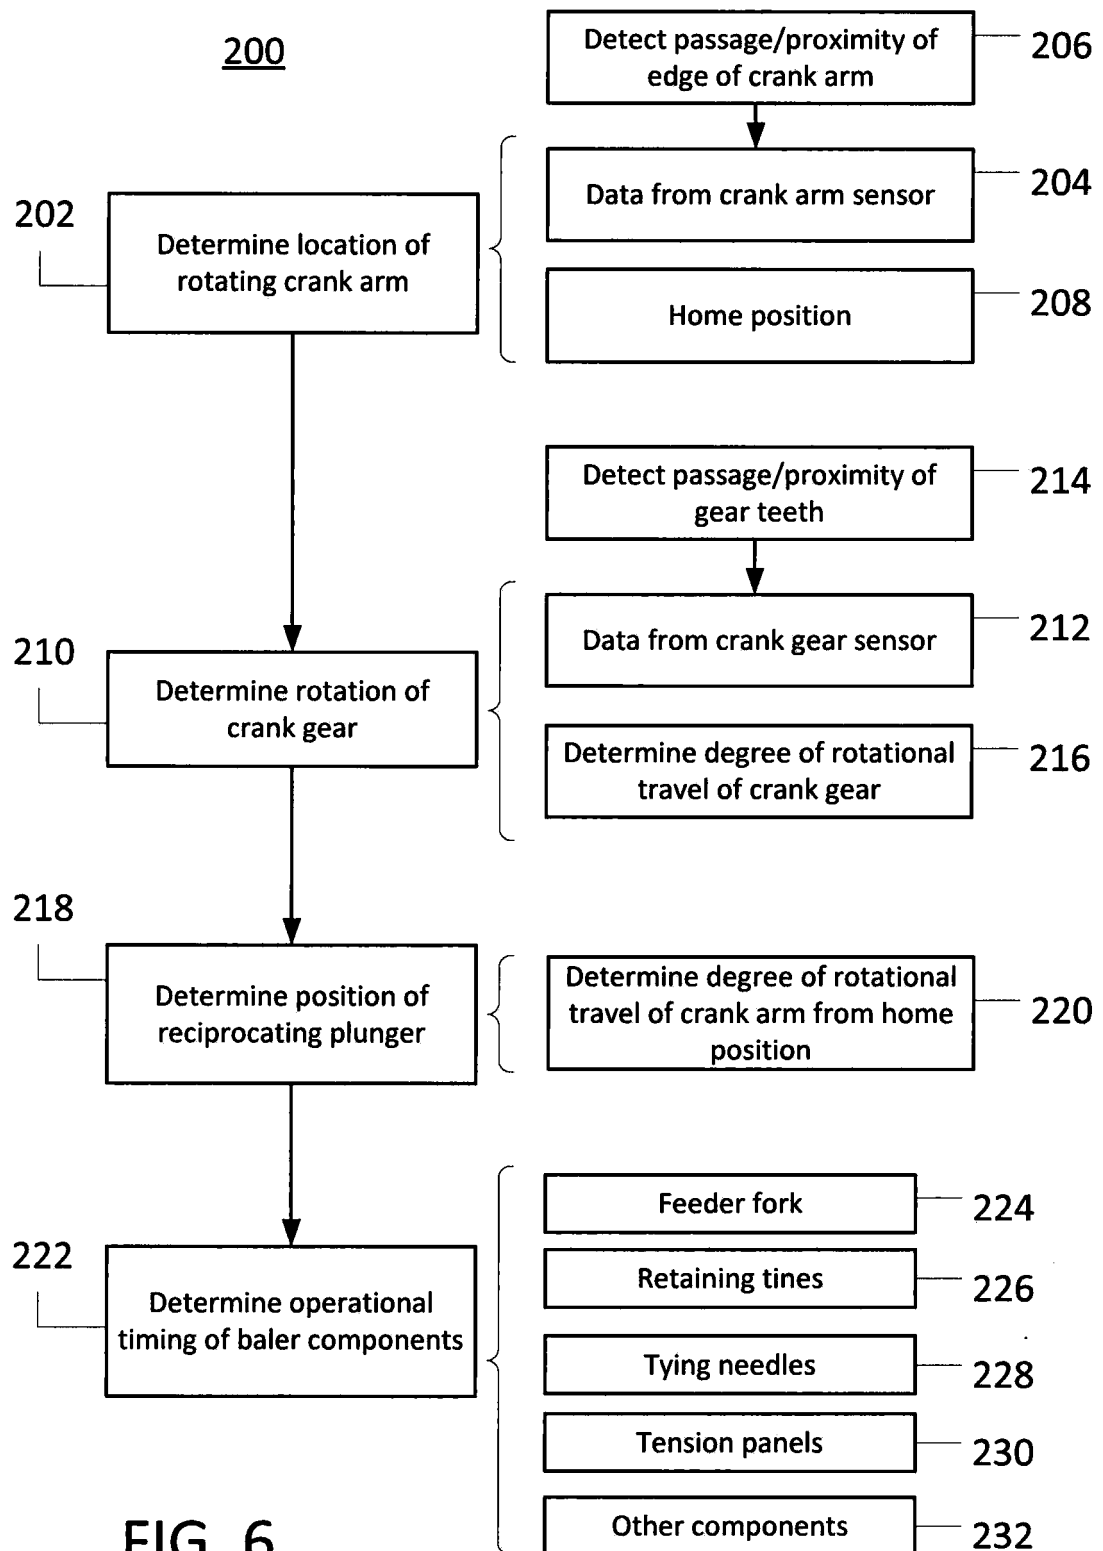 200
Detect passage/proximity of
edge of crank arm
206
Data from crank arm sensor
204
202
Determine location of
rotating crank arm
Home position
208
Detect passage/proximity of
gear teeth
214
Data from crank gear sensor
212
210
Determine rotation of
crank gear
Determine degree of rotational
travel of crank gear
216
218
Determine position of
reciprocating plunger
Determine degree of rotational
travel of crank arm from home
position
220
222
Determine operational
timing of baler components
Feeder fork
224
Retaining tines
226
Tying needles
228
Tension panels
230
Other components
232
FIG. 6